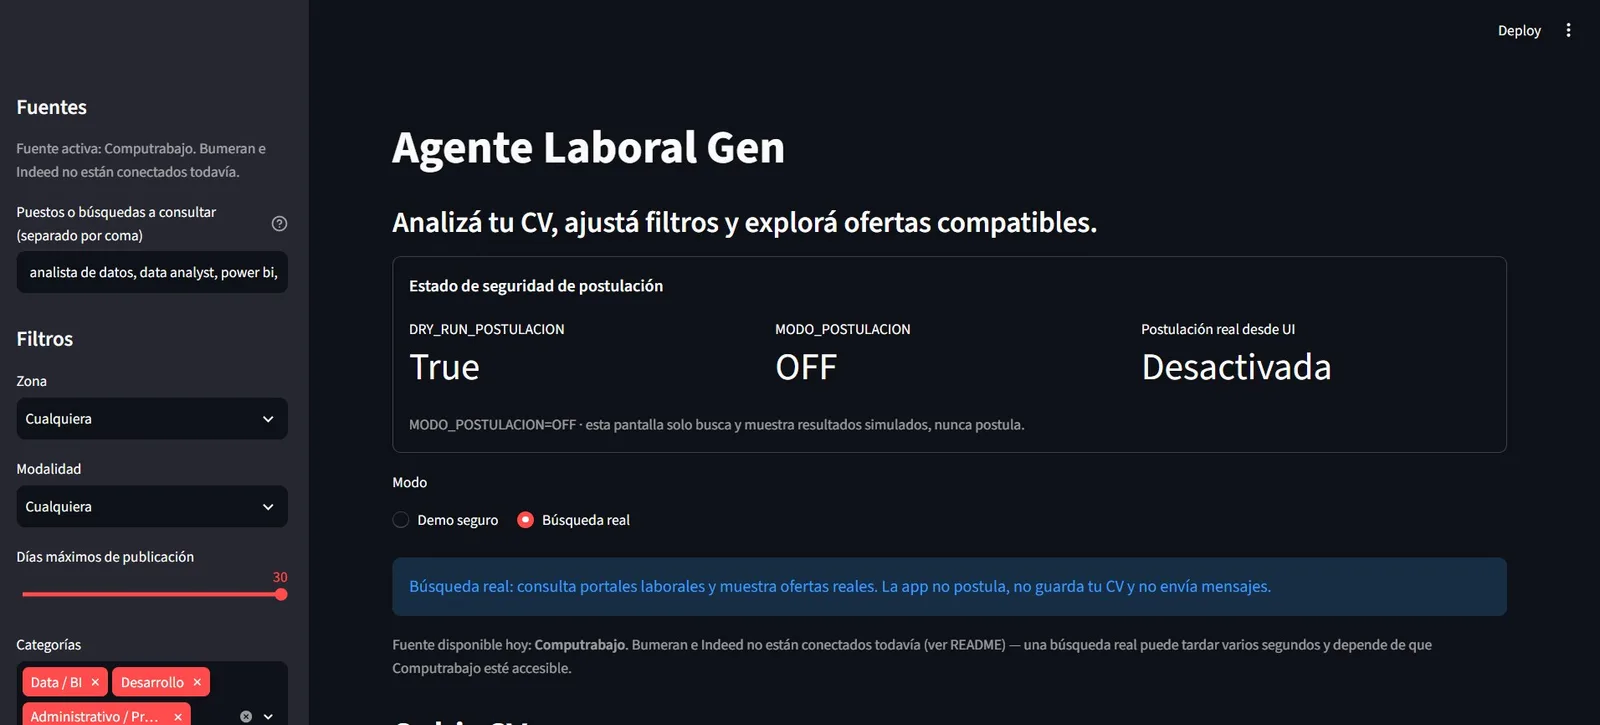 Deploy
Fuentes
Fuente activa: Computrabajo. Bumeran e
Indeed no están conectados todavía.
Puestos o búsquedas a consultar
(separado por coma)
analista de datos, data analyst, power bi,
Filtros
Zona
Cualquiera
Modalidad
Cualquiera
Días máximos de publicación
30
Categorías
Data / BI ×
Desarrollo ×
Administrativo / Pr... ×
Agente Laboral Gen
Analizá tu CV, ajustá filtros y explorá ofertas compatibles.
Estado de seguridad de postulación
DRY_RUN_POSTULACION
True
MODO_POSTULACION
OFF
Postulación real desde UI
Desactivada
MODO_POSTULACION=OFF · esta pantalla solo busca y muestra resultados simulados, nunca postula.
Modo
Demo seguro
Búsqueda real
Búsqueda real: consulta portales laborales y muestra ofertas reales. La app no postula, no guarda tu CV y no envía mensajes.
Fuente disponible hoy: Computrabajo. Bumeran e Indeed no están conectados todavía (ver README) — una búsqueda real puede tardar varios segundos y depende de que
Computrabajo esté accesible.